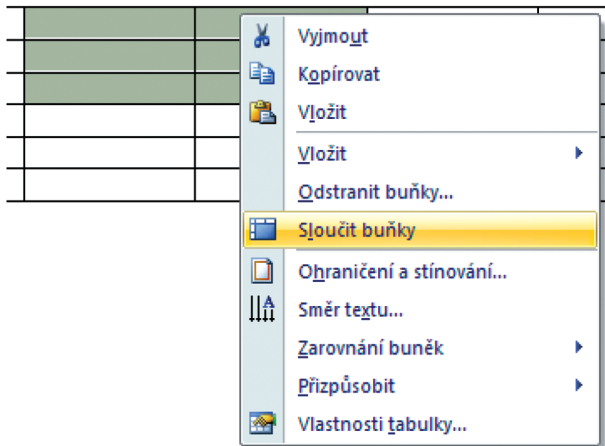 Vyjmout
Kopírovat
Vložit
Vložit
Odstranit buňky...
Sloučit buňky
Ohraničení a stínování...
Směr textu...
Zarovnání buněk
Přizpůsobit
Vlastnosti tabulky...